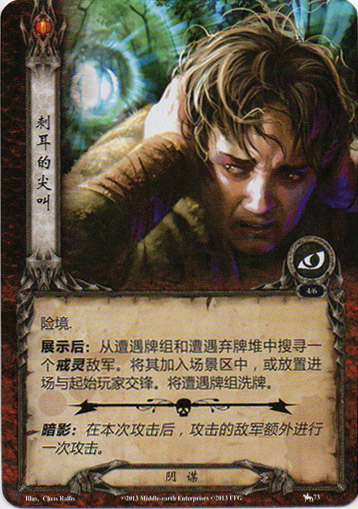 刺耳的尖叫
4/6
险境.
展示后：从遭遇牌组和遭遇弃牌堆中搜寻一
个戒灵敌军。将其加入场景区中，或放置进
场与起始玩家交锋。将遭遇牌组洗牌。
暗影：在本次攻击后，攻击的敌军额外进行
一次攻击。
阴 谋
Illus. Chris Rallis
©2013 Middle-earth Enterprises ©2013 FFG
73